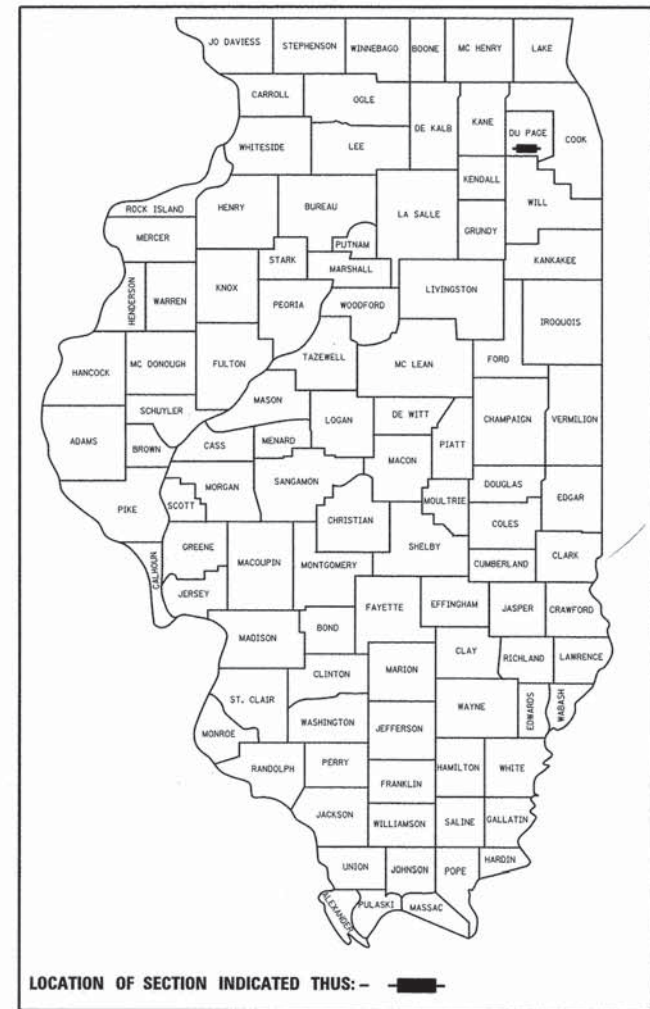 JO DAVIESS STEPHENSON WINNEBAGO BOONE MC HENRY LAKE
CARROLL OGLE DE KALB KANE DU PAGE COOK
WHITESIDE LEE
KENDALL
ROCK ISLAND HENRY BUREAU LA SALLE GRUNDY WILL
MERCER PUTNAM
STARK MARSHALL KANKAKEE
HENDERSON WARREN KNOX PEORIA WOODFORD LIVINGSTON IROQUOIS
HANCOCK MC DONOUGH FULTON TAZEWELL MC LEAN FORD
MASON
SCHUYLER LOGAN DE WITT CHAMPAIGN VERMILION
ADAMS BROWN CASS MENARD PIATT
MACON
MORGAN SANGAMON DOUGLAS
PIKE SCOTT CHRISTIAN MOULTRIE COLES EDGAR
GREENE MACOUPIN MONTGOMERY SHELBY CUMBERLAND CLARK
CALHOUN JERSEY
FAYETTE EFFINGHAM JASPER CRAWFORD
MADISON BOND
CLAY RICHLAND LAWRENCE
CLINTON MARION
ST. CLAIR WAYNE EDWARDS WABASH
MONROE WASHINGTON JEFFERSON
RANDOLPH PERRY HAMILTON WHITE
FRANKLIN
JACKSON WILLIAMSON SALINE GALLATIN
UNION JOHNSON POPE HARDIN
ALEXANDER PULASKI MASSAC
LOCATION OF SECTION INDICATED THUS: -